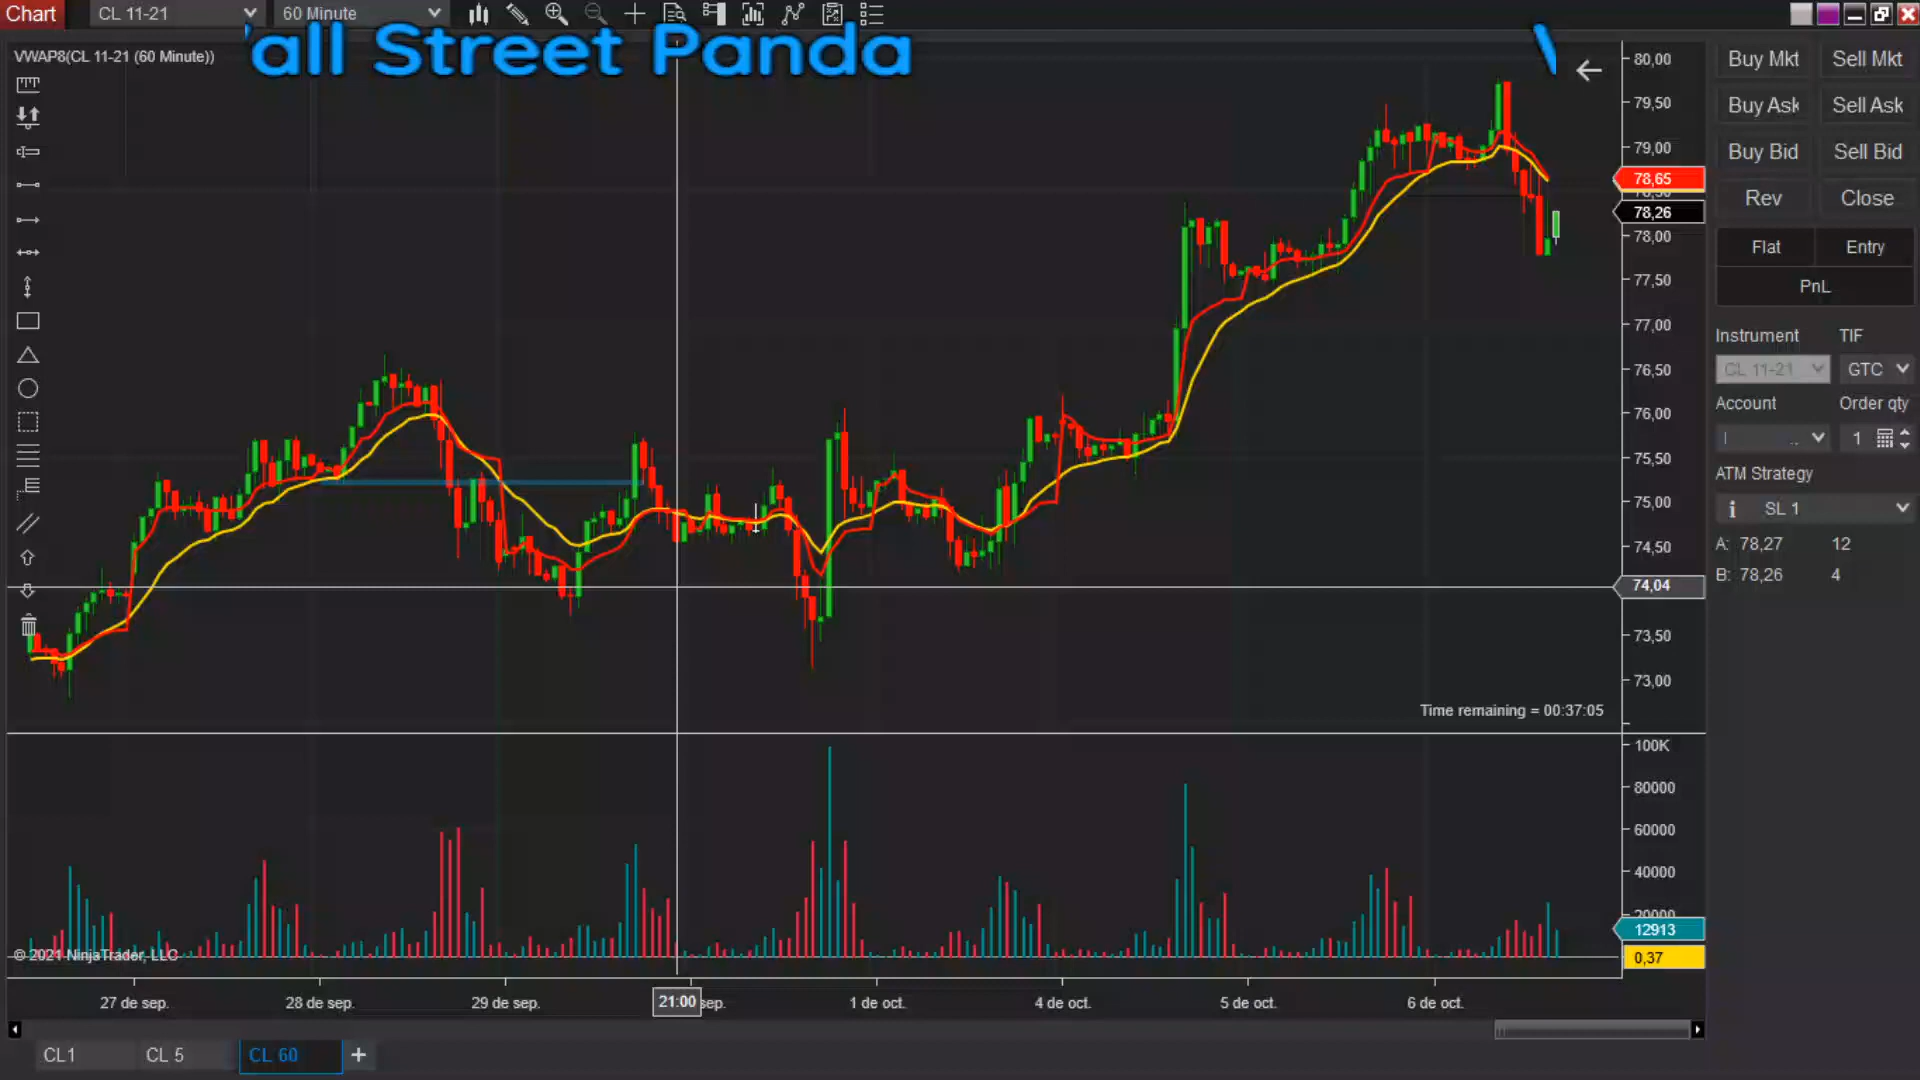 Chart CL 11-21 60 Minute
VWAP8(CL 11-21 (60 Minute))
all Street Panda
80,00
79,50
79,00
78,65
78,26
78,00
77,50
77,00
76,50
76,00
75,50
75,00
74,50
74,04
73,50
73,00
Time remaining = 00:37:05
100K
80000
60000
40000
20000
12913
0,37
© 2021 NinjaTrader, LLC
27 de sep. 28 de sep. 29 de sep. 21:00 sep. 1 de oct. 4 de oct. 5 de oct. 6 de oct.
CL1 CL 5 CL 60 +
Buy Mkt Sell Mkt
Buy Ask Sell Ask
Buy Bid Sell Bid
Rev Close
Flat Entry
PnL
Instrument TIF
CL 11-21 GTC
Account Order qty
1
ATM Strategy
i SL 1
A: 78,27 12
B: 78,26 4